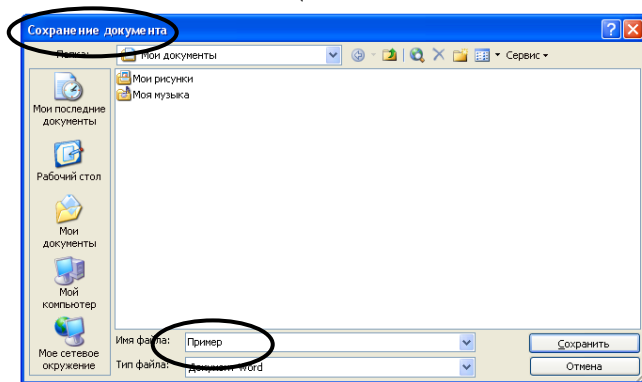 Сохранение документа
Папка:
Мои документы
Сервис
Мои рисунки
Моя музыка
Мои последние
документы
Рабочий стол
Мои
документы
Мой
компьютер
Мое сетевое
окружение
Имя файла:
Пример
Сохранить
Тип файла:
Документ Word
Отмена